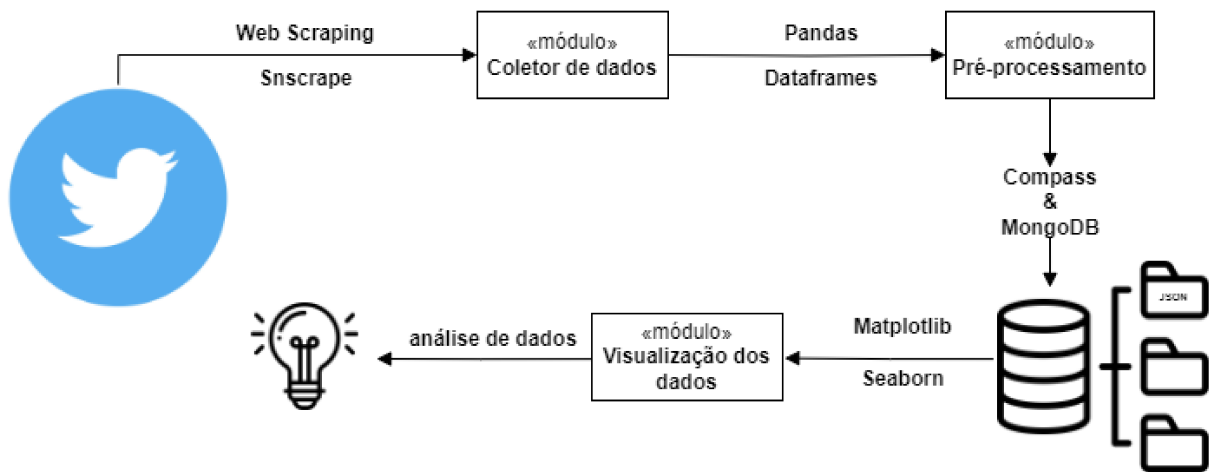 Web Scraping
Snscrape
«módulo»
Coletor de dados
Pandas
Dataframes
«módulo»
Pré-processamento
Compass
&
MongoDB
JSON
Matplotlib
Seaborn
«módulo»
Visualização dos
dados
análise de dados